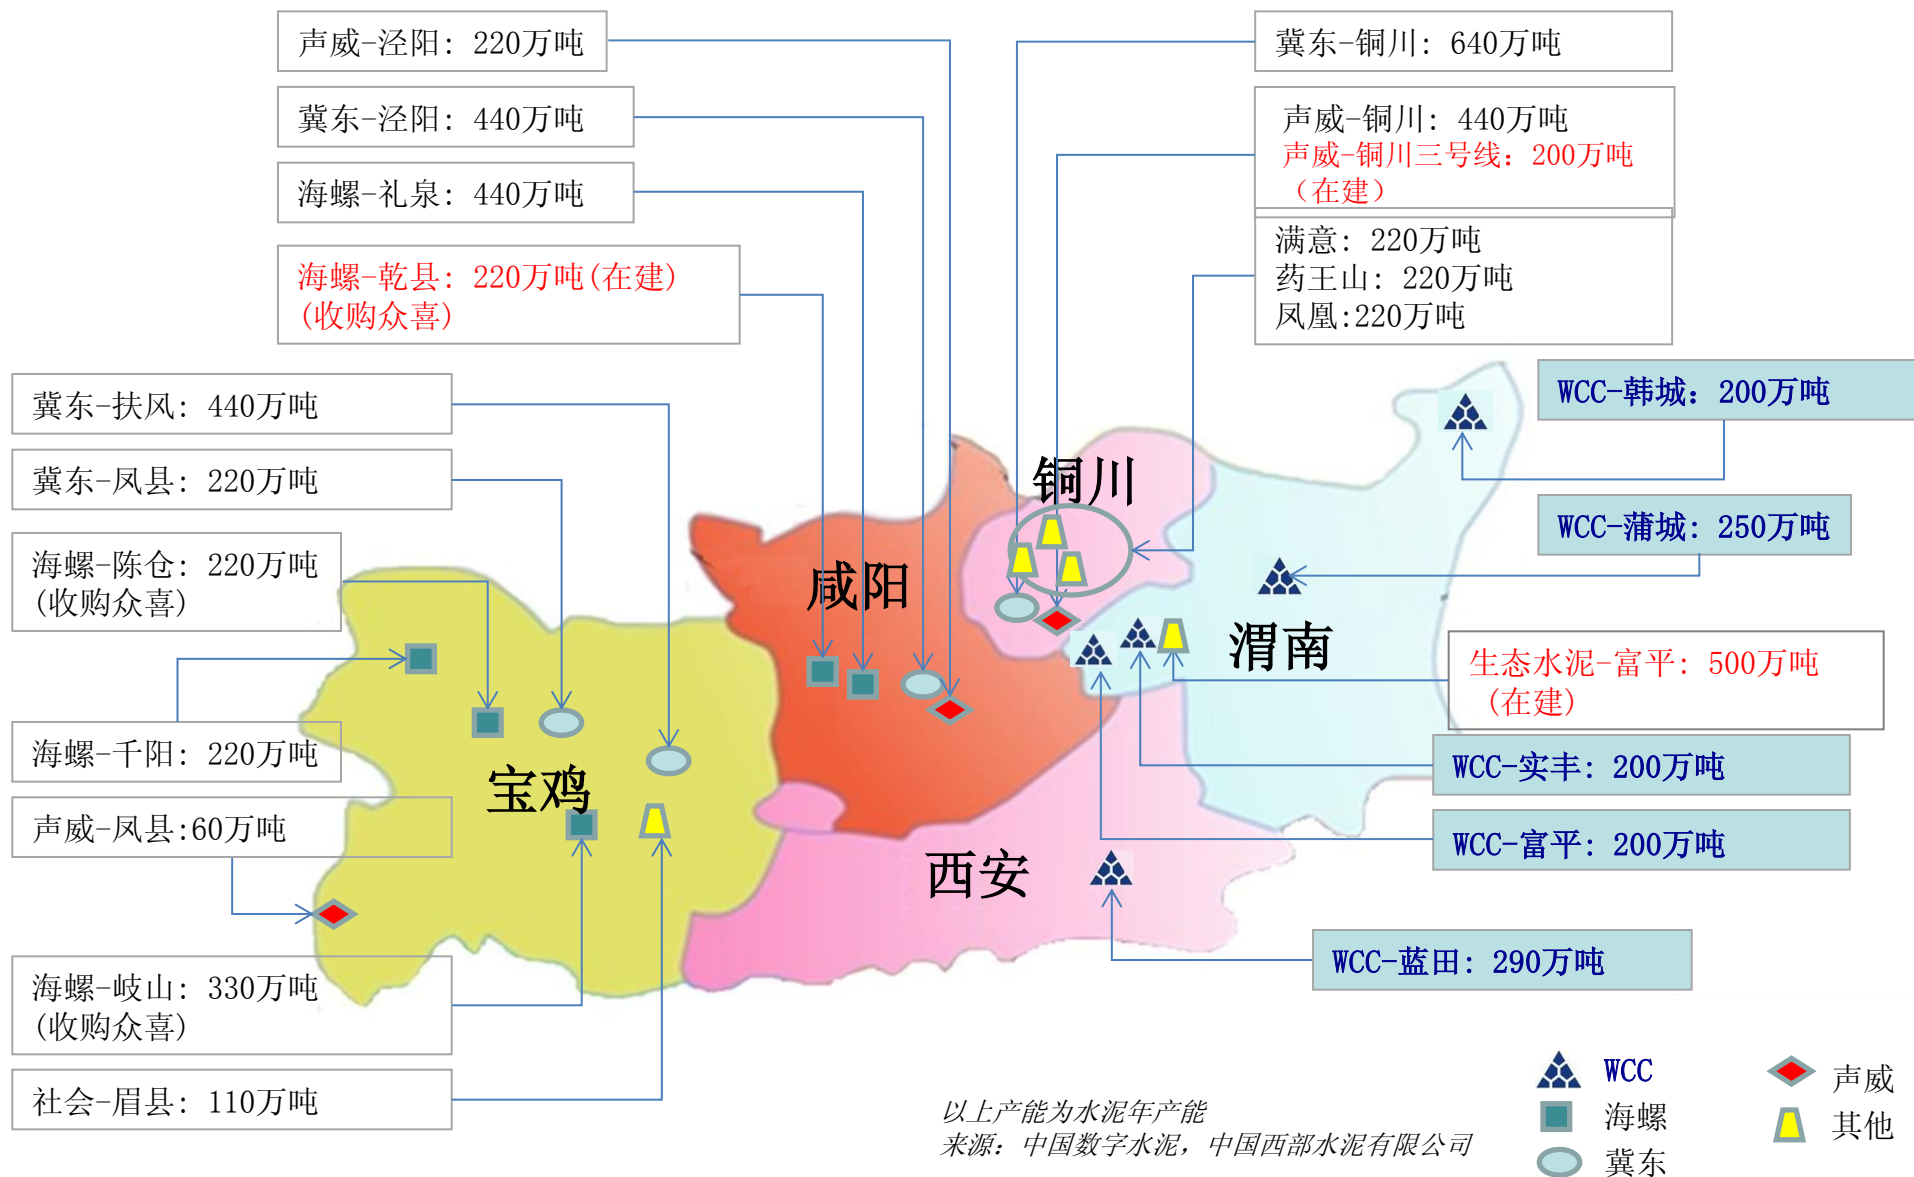 声威-泾阳: 220万吨
冀东-泾阳: 440万吨
海螺-礼泉: 440万吨
海螺-乾县: 220万吨(在建)
(收购众喜)
冀东-铜川: 640万吨
声威-铜川: 440万吨
声威-铜川三号线: 200万吨
（在建）
满意: 220万吨
药王山: 220万吨
凤凰:220万吨
冀东-扶风: 440万吨
冀东-凤县: 220万吨
海螺-陈仓: 220万吨
(收购众喜)
海螺-千阳: 220万吨
声威-凤县:60万吨
海螺-岐山: 330万吨
(收购众喜)
社会-眉县: 110万吨
铜川
咸阳
渭南
宝鸡
西安
WCC-韩城: 200万吨
WCC-蒲城: 250万吨
生态水泥-富平: 500万吨
(在建)
WCC-实丰: 200万吨
WCC-富平: 200万吨
WCC-蓝田: 290万吨
以上产能为水泥年产能
来源: 中国数字水泥, 中国西部水泥有限公司
WCC
海螺
冀东
声威
其他